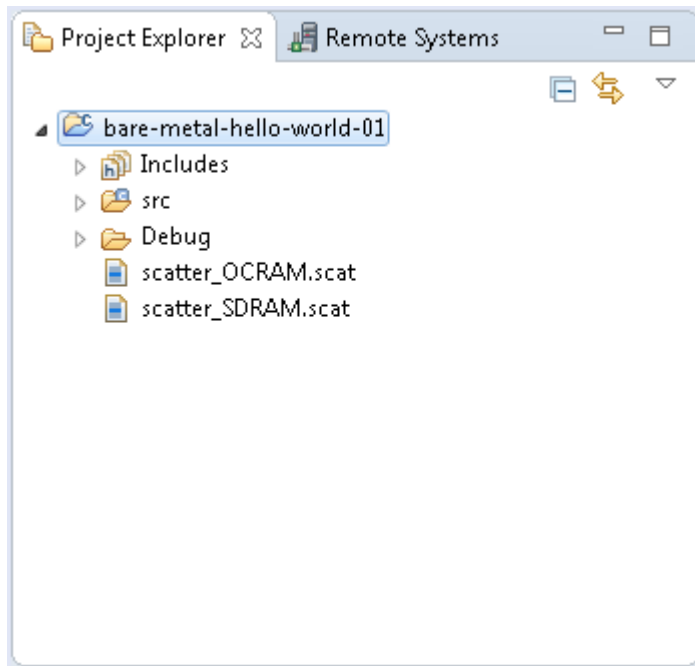 Project Explorer Remote Systems
bare-metal-hello-world-01
Includes
src
Debug
scatter_OCRAM.scat
scatter_SDRAM.scat